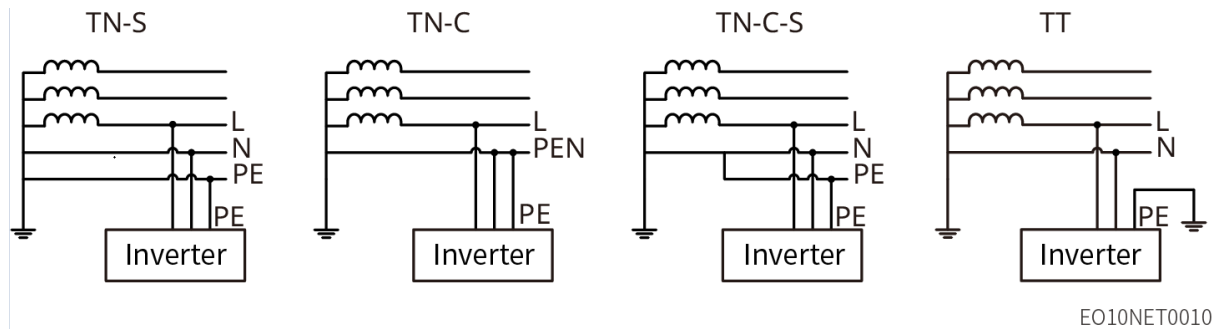 TN-S TN-C TN-C-S TT
L L L L
N PEN N N
PE PE
PE PE PE PE
Inverter Inverter Inverter Inverter
EO10NET0010